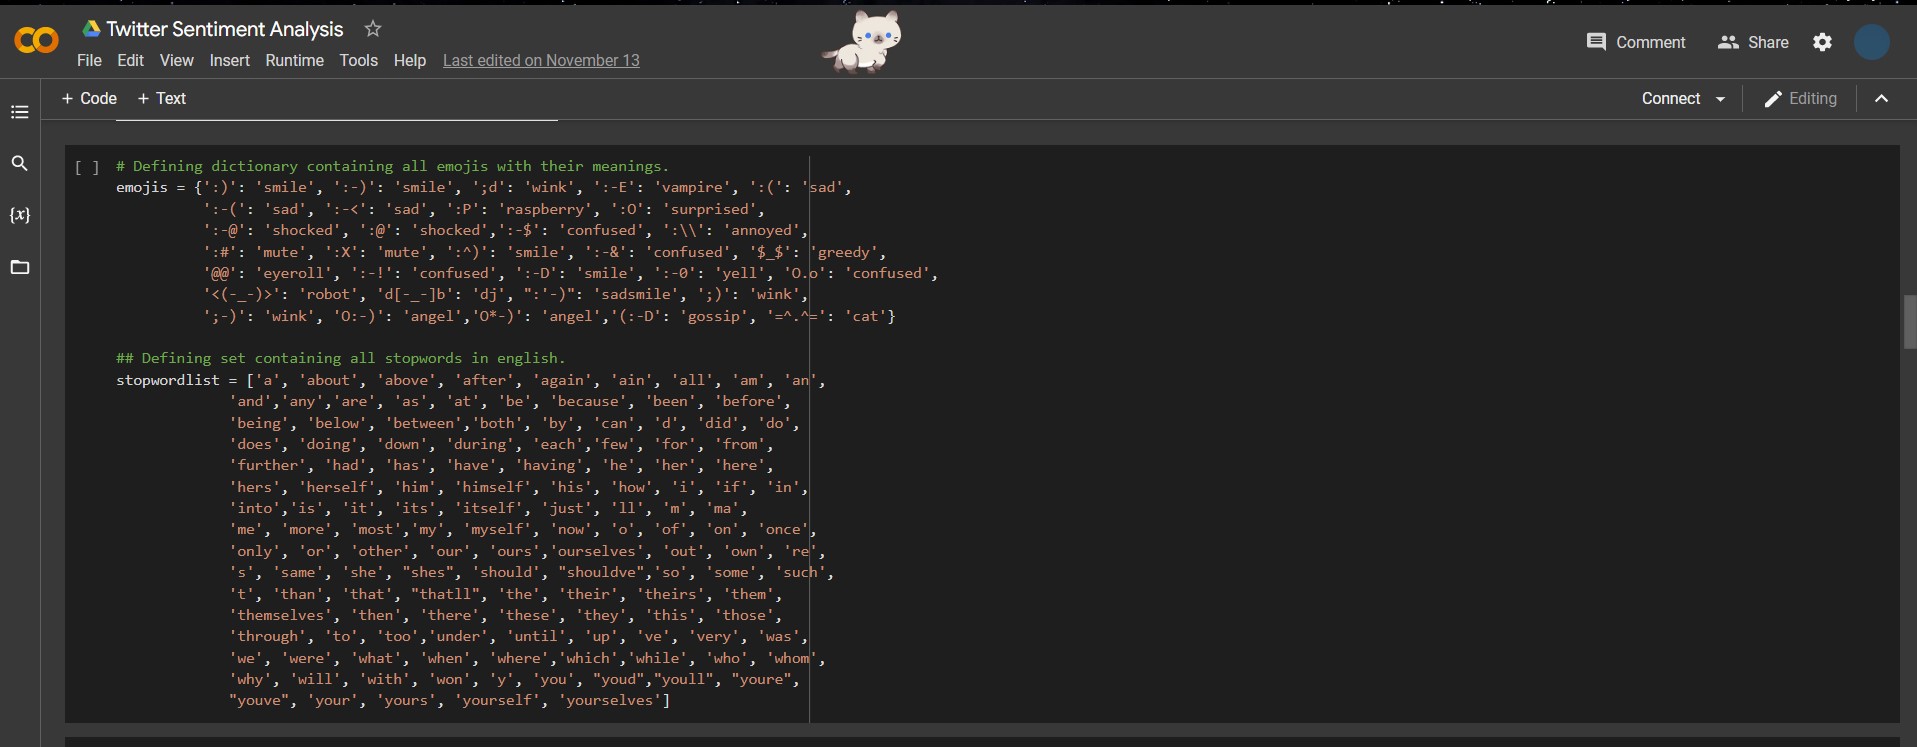 Twitter Sentiment Analysis
File Edit View Insert Runtime Tools Help Last edited on November 13
Comment Share
+ Code + Text
Connect Editing
{x}
[ ] # Defining dictionary containing all emojis with their meanings.
emojis = {':)': 'smile', ':-)': 'smile', ';d': 'wink', ':-E': 'vampire', ':(': 'sad',
':-(': 'sad', ':-<': 'sad', ':P': 'raspberry', ':O': 'surprised',
':-@': 'shocked', ':@': 'shocked',':-$': 'confused', ':\\': 'annoyed',
':#': 'mute', ':X': 'mute', ':^)': 'smile', ':-&': 'confused', '$_$': 'greedy',
'@@': 'eyeroll', ':-!': 'confused', ':-D': 'smile', ':-0': 'yell', 'O.o': 'confused',
'<(-_-)>': 'robot', 'd[-_-]b': 'dj', ":'-)": 'sadsmile', ';)': 'wink',
';-)': 'wink', 'O:-)': 'angel','O*-)': 'angel','(:-D': 'gossip', '=^.^=': 'cat'}
## Defining set containing all stopwords in english.
stopwordlist = ['a', 'about', 'above', 'after', 'again', 'ain', 'all', 'am', 'an',
'and','any','are', 'as', 'at', 'be', 'because', 'been', 'before',
'being', 'below', 'between','both', 'by', 'can', 'd', 'did', 'do',
'does', 'doing', 'down', 'during', 'each','few', 'for', 'from',
'further', 'had', 'has', 'have', 'having', 'he', 'her', 'here',
'hers', 'herself', 'him', 'himself', 'his', 'how', 'i', 'if', 'in',
'into','is', 'it', 'its', 'itself', 'just', 'll', 'm', 'ma',
'me', 'more', 'most','my', 'myself', 'now', 'o', 'of', 'on', 'once',
'only', 'or', 'other', 'our', 'ours','ourselves', 'out', 'own', 're',
's', 'same', 'she', "shes", 'should', "shouldve",'so', 'some', 'such',
't', 'than', 'that', "thatll", 'the', 'their', 'theirs', 'them',
'themselves', 'then', 'there', 'these', 'they', 'this', 'those',
'through', 'to', 'too','under', 'until', 'up', 've', 'very', 'was',
'we', 'were', 'what', 'when', 'where','which','while', 'who', 'whom',
'why', 'will', 'with', 'won', 'y', 'you', "youd","youll", "youre",
"youve", 'your', 'yours', 'yourself', 'yourselves']